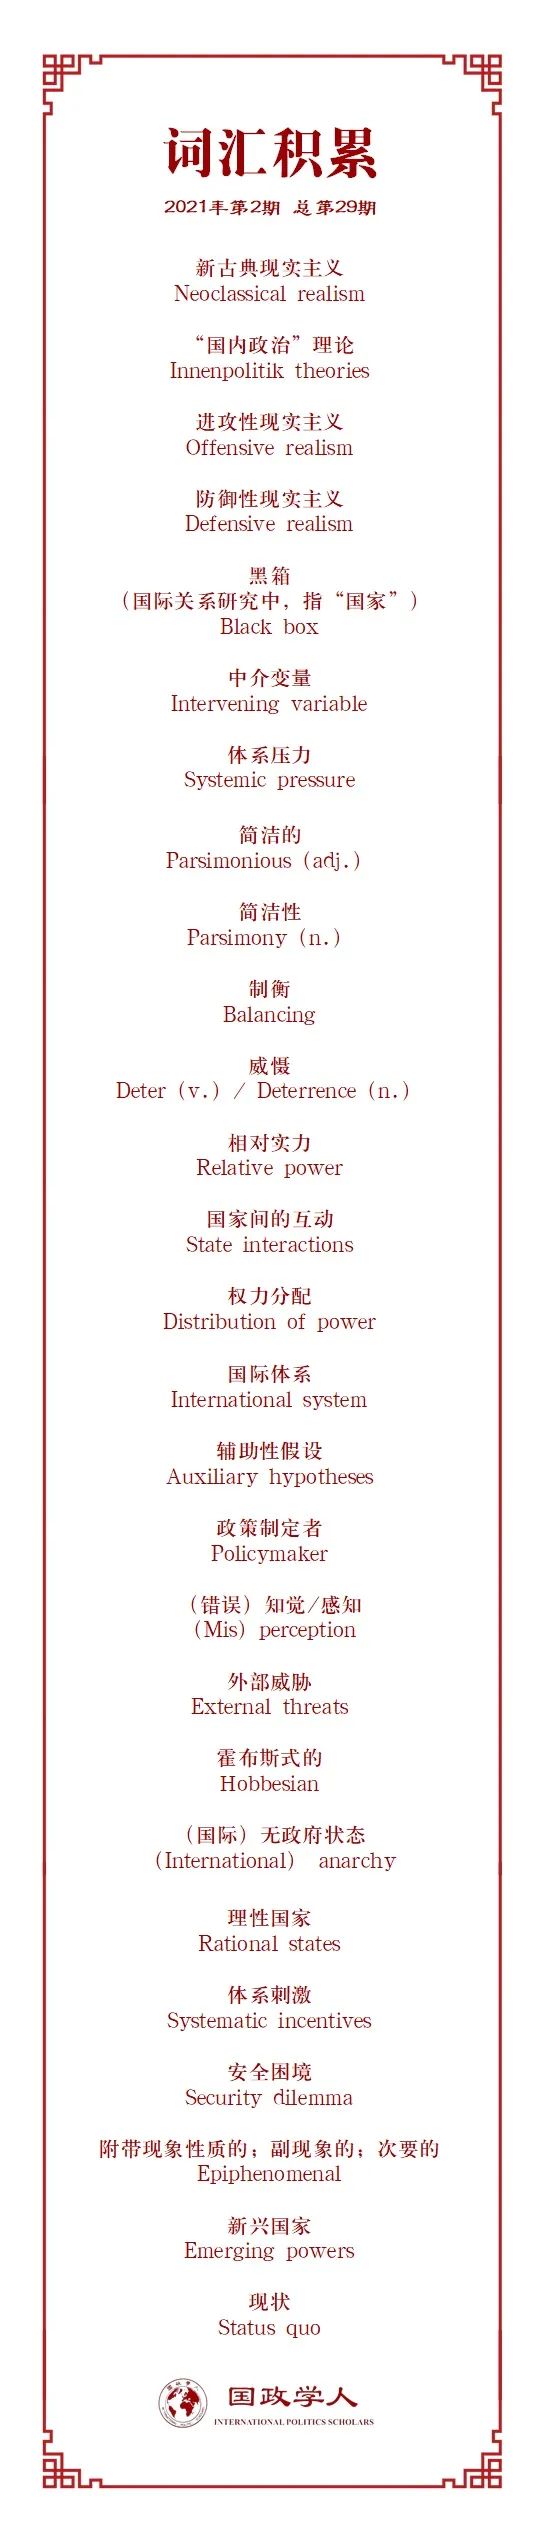 词汇积累
2021年第2期 总第29期
新古典现实主义
Neoclassical realism
“国内政治”理论
Innenpolitik theories
进攻性现实主义
Offensive realism
防御性现实主义
Defensive realism
黑箱
（国际关系研究中，指“国家”）
Black box
中介变量
Intervening variable
体系压力
Systemic pressure
简洁的
Parsimonious（adj.）
简洁性
Parsimony（n.）
制衡
Balancing
威慑
Deter（v.）/ Deterrence（n.）
相对实力
Relative power
国家间的互动
State interactions
权力分配
Distribution of power
国际体系
International system
辅助性假设
Auxiliary hypotheses
政策制定者
Policymaker
（错误）知觉/感知
（Mis）perception
外部威胁
External threats
霍布斯式的
Hobbesian
（国际）无政府状态
（International） anarchy
理性国家
Rational states
体系刺激
Systematic incentives
安全困境
Security dilemma
附带现象性质的；副现象的；次要的
Epiphenomenal
新兴国家
Emerging powers
现状
Status quo
国政学人
INTERNATIONAL POLITICS SCHOLARS